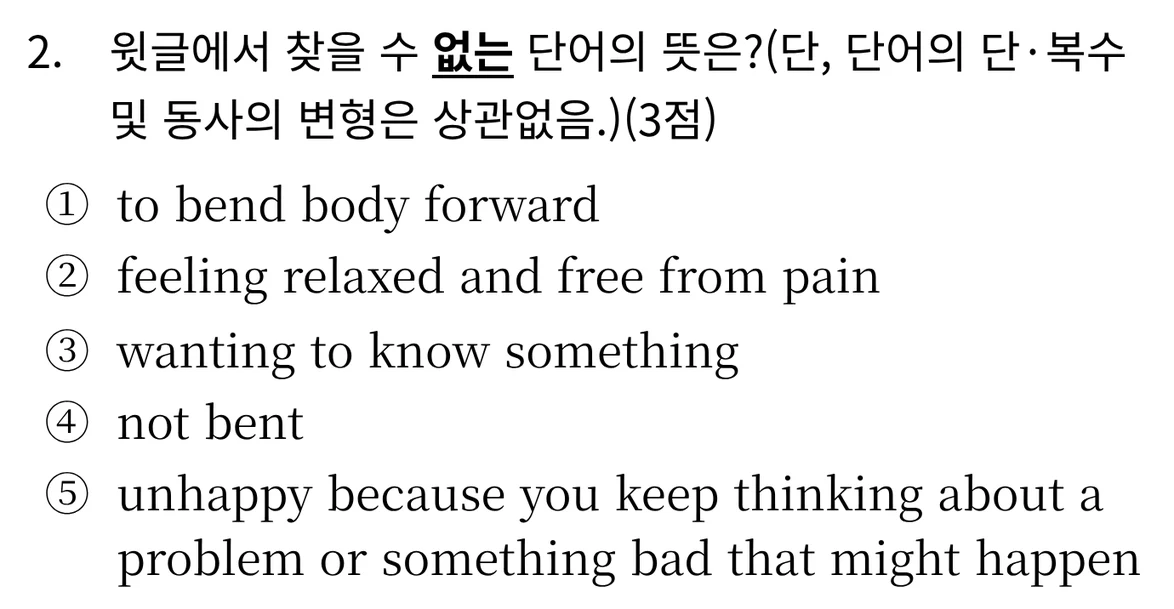 2. 윗글에서 찾을 수 없는 단어의 뜻은?(단, 단어의 단·복수
및 동사의 변형은 상관없음.)(3점)
① to bend body forward
② feeling relaxed and free from pain
③ wanting to know something
④ not bent
⑤ unhappy because you keep thinking about a
problem or something bad that might happen